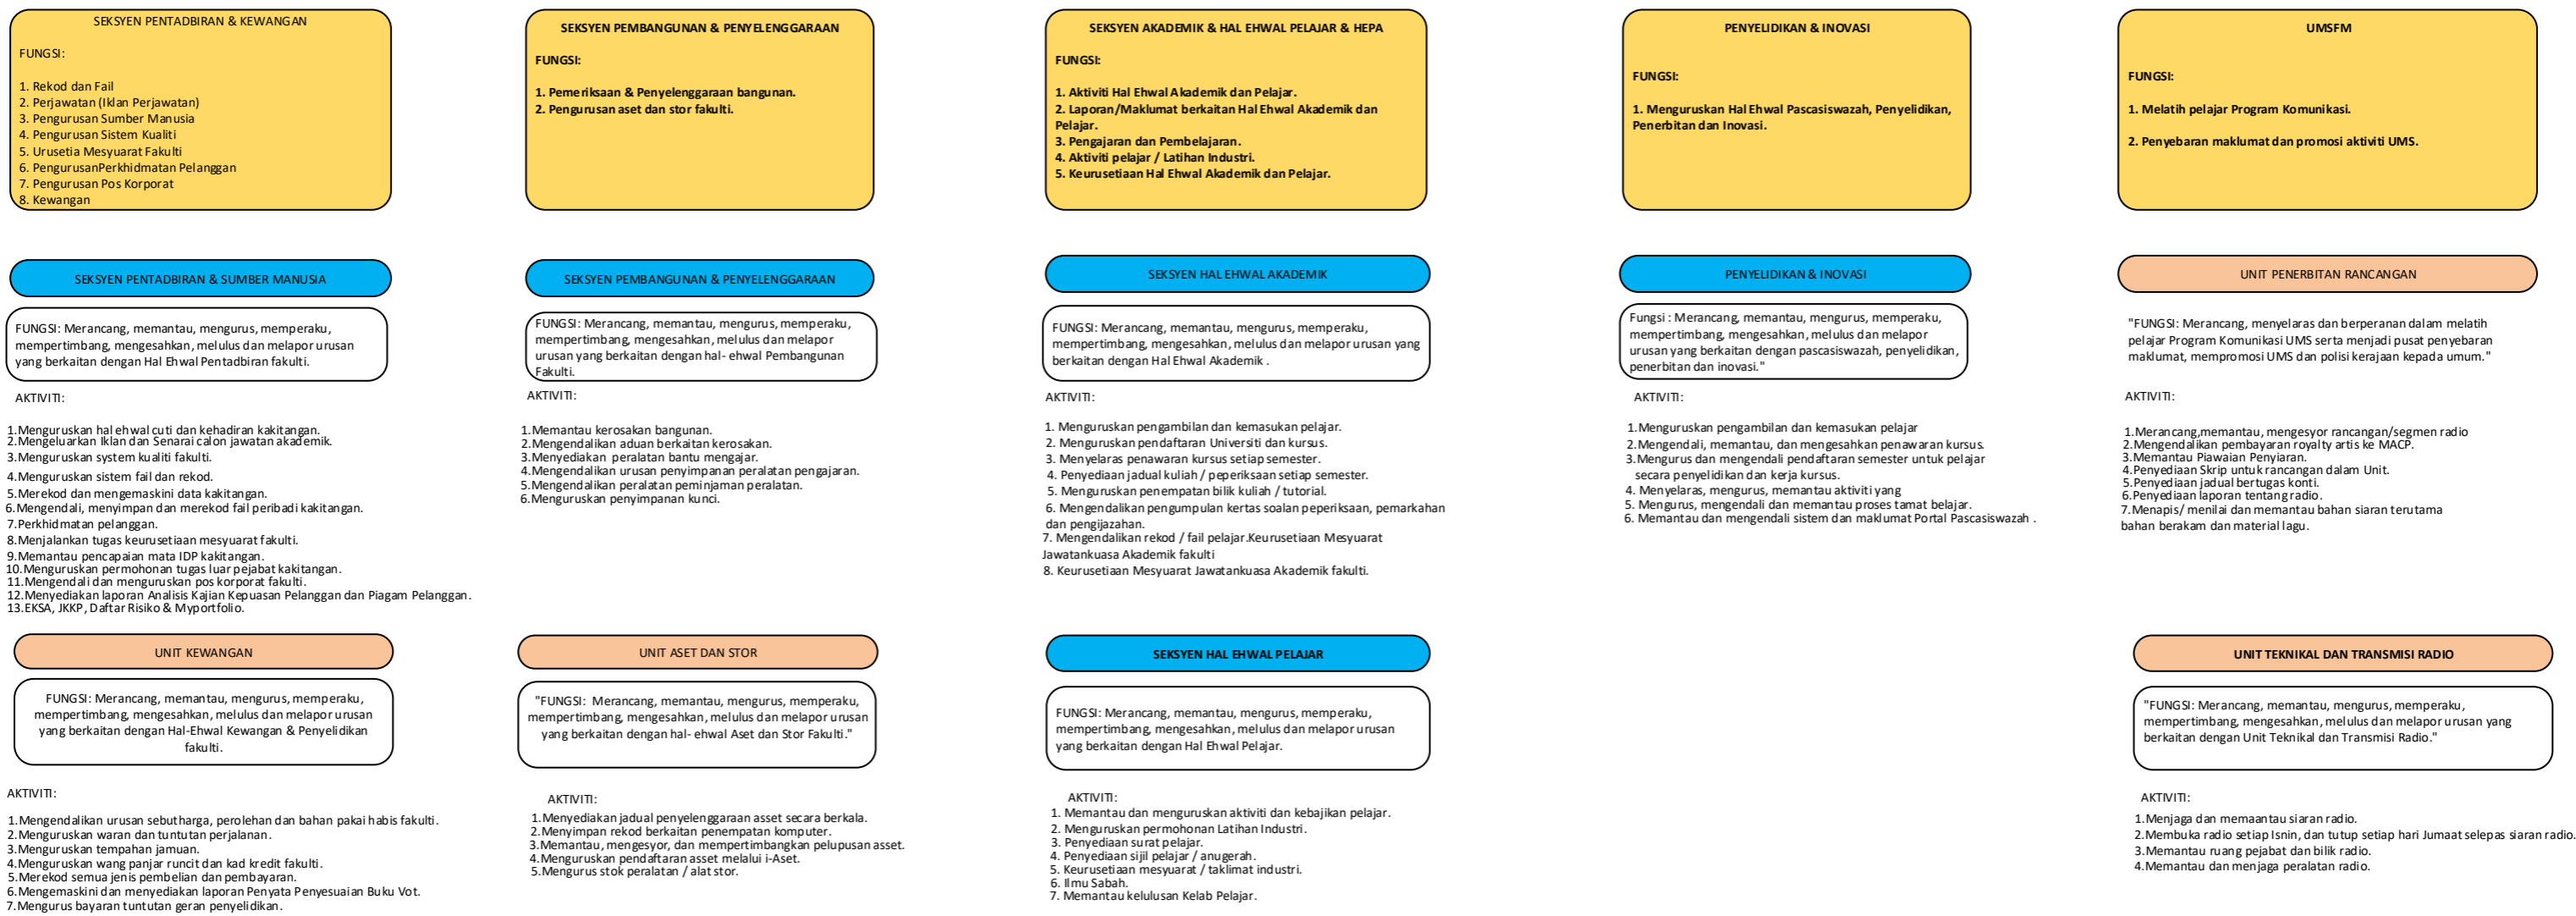 SEKSYEN PENTADBIRAN & KEWANGAN
FUNGSI:
1. Rekod dan Fail
2. Perjawatan (Iklan Perjawatan)
3. Pengurusan Sumber Manusia
4. Pengurusan Sistem Kualiti
5. Urusetia Mesyuarat Fakulti
6. PengurusanPerkhidmatan Pelanggan
7. Pengurusan Pos Korporat
8. Kewangan
SEKSYEN PEMBANGUNAN & PENYELENGGARAAN
FUNGSI:
1. Pemeriksaan & Penyelenggaraan bangunan.
2. Pengurusan aset dan stor fakulti.
SEKSYEN AKADEMIK & HAL EHWAL PELAJAR & HEPA
FUNGSI:
1. Aktiviti Hal Ehwal Akademik dan Pelajar.
2. Laporan/Maklumat berkaitan Hal Ehwal Akademik dan
Pelajar.
3. Pengajaran dan Pembelajaran.
4. Aktiviti pelajar / Latihan Industri.
5. Keurusetiaan Hal Ehwal Akademik dan Pelajar.
PENYELIDIKAN & INOVASI
FUNGSI:
1. Menguruskan Hal Ehwal Pascasiswazah, Penyelidikan,
Penerbitan dan Inovasi.
UMSFM
FUNGSI:
1. Melatih pelajar Program Komunikasi.
2. Penyebaran maklumat dan promosi aktiviti UMS.
SEKSYEN PENTADBIRAN & SUMBER MANUSIA
FUNGSI: Merancang, memantau, mengurus, memperaku,
mempertimbang, mengesahkan, melulus dan melapor urusan
yang berkaitan dengan Hal Ehwal Pentadbiran fakulti.
AKTIVITI:
1.Menguruskan hal ehwal cuti dan kehadiran kakitangan.
2.Mengeluarkan Iklan dan Senarai calon jawatan akademik.
3.Menguruskan system kualiti fakulti.
4.Menguruskan sistem fail dan rekod.
5.Merekod dan mengemaskini data kakitangan.
6.Mengendali, menyimpan dan merekod fail peribadi kakitangan.
7.Perkhidmatan pelanggan.
8.Menjalankan tugas keurusetiaan mesyuarat fakulti.
9.Memantau pencapaian mata IDP kakitangan.
10.Menguruskan permohonan tugas luar pejabat kakitangan.
11.Mengendali dan menguruskan pos korporat fakulti.
12.Menyediakan laporan Analisis Kajian Kepuasan Pelanggan dan Piagam Pelanggan.
13.EKSA, JKKP, Daftar Risiko & Myportfolio.
SEKSYEN PEMBANGUNAN & PENYELENGGARAAN
FUNGSI: Merancang, memantau, mengurus, memperaku,
mempertimbang, mengesahkan, melulus dan melapor
urusan yang berkaitan dengan hal- ehwal Pembangunan
Fakulti.
AKTIVITI:
1.Memantau kerosakan bangunan.
2.Mengendalikan aduan berkaitan kerosakan.
3.Menyediakan peralatan bantu mengajar.
4.Mengendalikan urusan penyimpanan peralatan pengajaran.
5.Mengendalikan peralatan peminjaman peralatan.
6.Menguruskan penyimpanan kunci.
SEKSYEN HAL EHWAL AKADEMIK
FUNGSI: Merancang, memantau, mengurus, memperaku,
mempertimbang, mengesahkan, melulus dan melapor urusan yang
berkaitan dengan Hal Ehwal Akademik .
AKTIVITI:
1. Menguruskan pengambilan dan kemasukan pelajar.
2. Menguruskan pendaftaran Universiti dan kursus.
3. Menyelaras penawaran kursus setiap semester.
4. Penyediaan jadual kuliah / peperiksaan setiap semester.
5. Menguruskan penempatan bilik kuliah / tutorial.
6. Mengendalikan pengumpulan kertas soalan peperiksaan, pemarkahan
dan pengijazahan.
7. Mengendalikan rekod / fail pelajar.Keurusetiaan Mesyuarat
Jawatankuasa Akademik fakulti
8. Keurusetiaan Mesyuarat Jawatankuasa Akademik fakulti.
PENYELIDIKAN & INOVASI
Fungsi : Merancang, memantau, mengurus, memperaku,
mempertimbang, mengesahkan, melulus dan melapor
urusan yang berkaitan dengan pascasiswazah, penyelidikan,
penerbitan dan inovasi."
AKTIVITI:
1.Menguruskan pengambilan dan kemasukan pelajar
2.Mengendali, memantau, dan mengesahkan penawaran kursus.
3.Mengurus dan mengendali pendaftaran semester untuk pelajar
secara penyelidikan dan kerja kursus.
4. Menyelaras, mengurus, memantau aktiviti yang
5. Mengurus, mengendali dan memantau proses tamat belajar.
6. Memantau dan mengendali sistem dan maklumat Portal Pascasiswazah .
UNIT PENERBITAN RANCANGAN
"FUNGSI: Merancang, menyelaras dan berperanan dalam melatih
pelajar Program Komunikasi UMS serta menjadi pusat penyebaran
maklumat, mempromosi UMS dan polisi kerajaan kepada umum."
AKTIVITI:
1.Merancang,memantau, mengesyor rancangan/segmen radio
2.Mengendalikan pembayaran royalty artis ke MACP.
3.Memantau Piawaian Penyiaran.
4.Penyediaan Skrip untuk rancangan dalam Unit.
5.Penyediaan jadual bertugas konti.
6.Penyediaan laporan tentang radio.
7.Menapis/ menilai dan memantau bahan siaran terutama
bahan berakam dan material lagu.
UNIT KEWANGAN
FUNGSI: Merancang, memantau, mengurus, memperaku,
mempertimbang, mengesahkan, melulus dan melapor urusan
yang berkaitan dengan Hal-Ehwal Kewangan & Penyelidikan
fakulti.
AKTIVITI:
1.Mengendalikan urusan sebutharga, perolehan dan bahan pakai habis fakulti.
2.Menguruskan waran dan tuntutan perjalanan.
3.Menguruskan tempahan jamuan.
4.Menguruskan wang panjar runcit dan kad kredit fakulti.
5.Merekod semua jenis pembelian dan pembayaran.
6.Mengemaskini dan menyediakan laporan Penyata Penyesuaian Buku Vot.
7.Mengurus bayaran tuntutan geran penyelidikan.
UNIT ASET DAN STOR
"FUNGSI: Merancang, memantau, mengurus, memperaku,
mempertimbang, mengesahkan, melulus dan melapor urusan
yang berkaitan dengan hal- ehwal Aset dan Stor Fakulti."
AKTIVITI:
1.Menyediakan jadual penyelenggaraan asset secara berkala.
2.Menyimpan rekod berkaitan penempatan komputer.
3.Memantau, mengesyor, dan mempertimbangkan pelupusan asset.
4.Menguruskan pendaftaran asset melalui i-Aset.
5.Mengurus stok peralatan / alat stor.
SEKSYEN HAL EHWAL PELAJAR
FUNGSI: Merancang, memantau, mengurus, memperaku,
mempertimbang, mengesahkan, melulus dan melapor urusan
yang berkaitan dengan Hal Ehwal Pelajar.
AKTIVITI:
1. Memantau dan menguruskan aktiviti dan kebajikan pelajar.
2. Menguruskan permohonan Latihan Industri.
3. Penyediaan surat pelajar.
4. Penyediaan sijil pelajar / anugerah.
5. Keurusetiaan mesyuarat / taklimat industri.
6. Ilmu Sabah.
7. Memantau kelulusan Kelab Pelajar.
UNIT TEKNIKAL DAN TRANSMISI RADIO
"FUNGSI: Merancang, memantau, mengurus, memperaku,
mempertimbang, mengesahkan, melulus dan melapor urusan yang
berkaitan dengan Unit Teknikal dan Transmisi Radio."
AKTIVITI:
1.Menjaga dan memaantau siaran radio.
2.Membuka radio setiap Isnin, dan tutup setiap hari Jumaat selepas siaran radio.
3.Memantau ruang pejabat dan bilik radio.
4.Memantau dan menjaga peralatan radio.